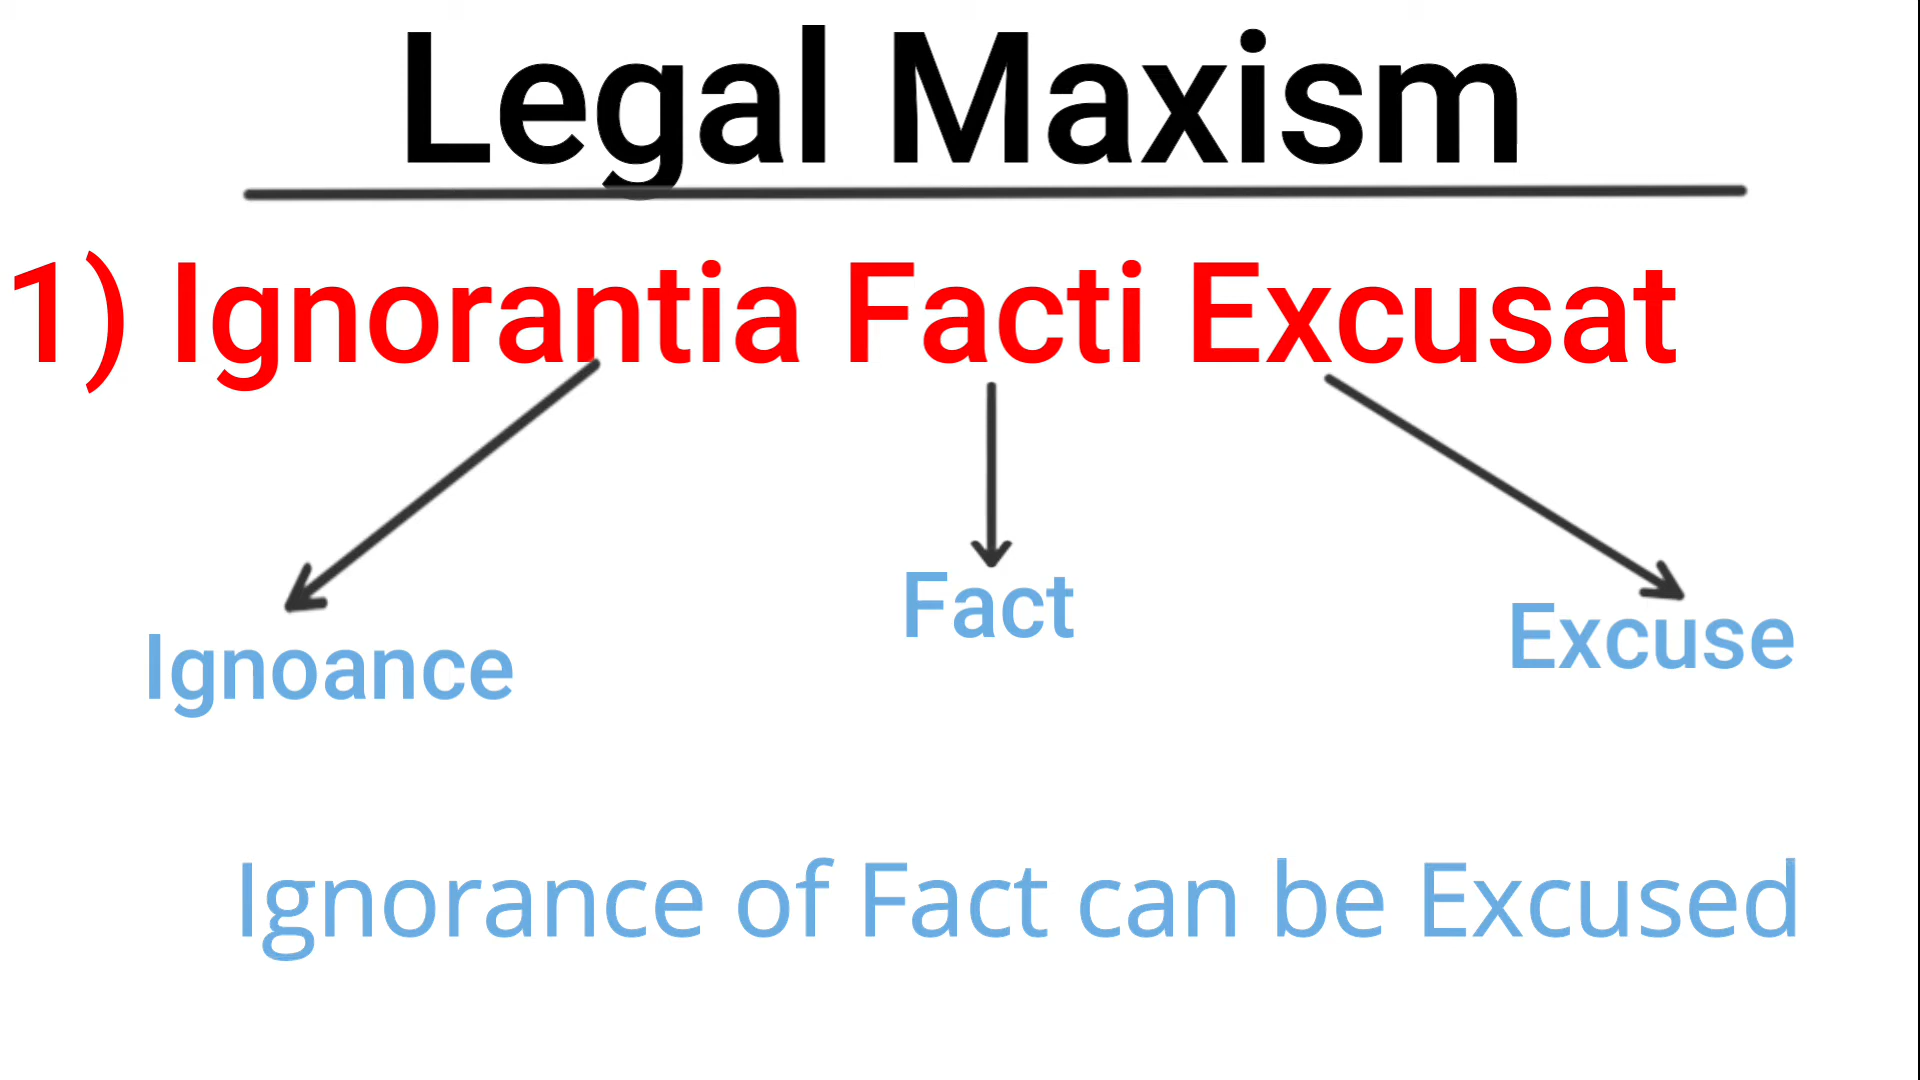 Legal Maxism
1) Ignorantia Facti Excusat
Ignoance
Fact
Excuse
Ignorance of Fact can be Excused